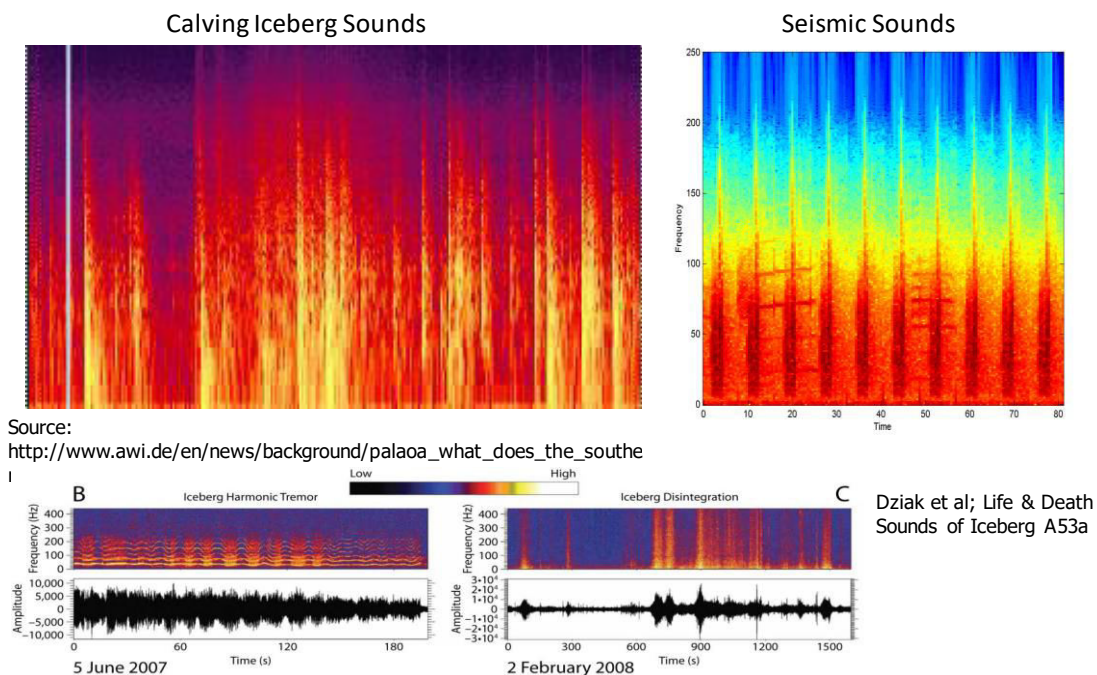 Calving Iceberg Sounds
Seismic Sounds
250
200
150
100
50
0
Frequency
0 10 20 30 40 50 60 70 80
Time
Source:
http://www.awi.de/en/news/background/palaoa_what_does_the_southe
Low High
B Iceberg Harmonic Tremor
Iceberg Disintegration C
Dziak et al; Life & Death
Sounds of Iceberg A53a
Frequency (Hz)
400
300
200
100
0
Amplitude
10,000
5,000
0
−5,000
−10,000
0 60 120 180
Time (s)
5 June 2007
Frequency (Hz)
400
300
200
100
0
Amplitude
3•10⁴
2•10⁴
1•10⁴
0
−1•10⁴
−2•10⁴
−3•10⁴
0 300 600 900 1200 1500
Time (s)
2 February 2008